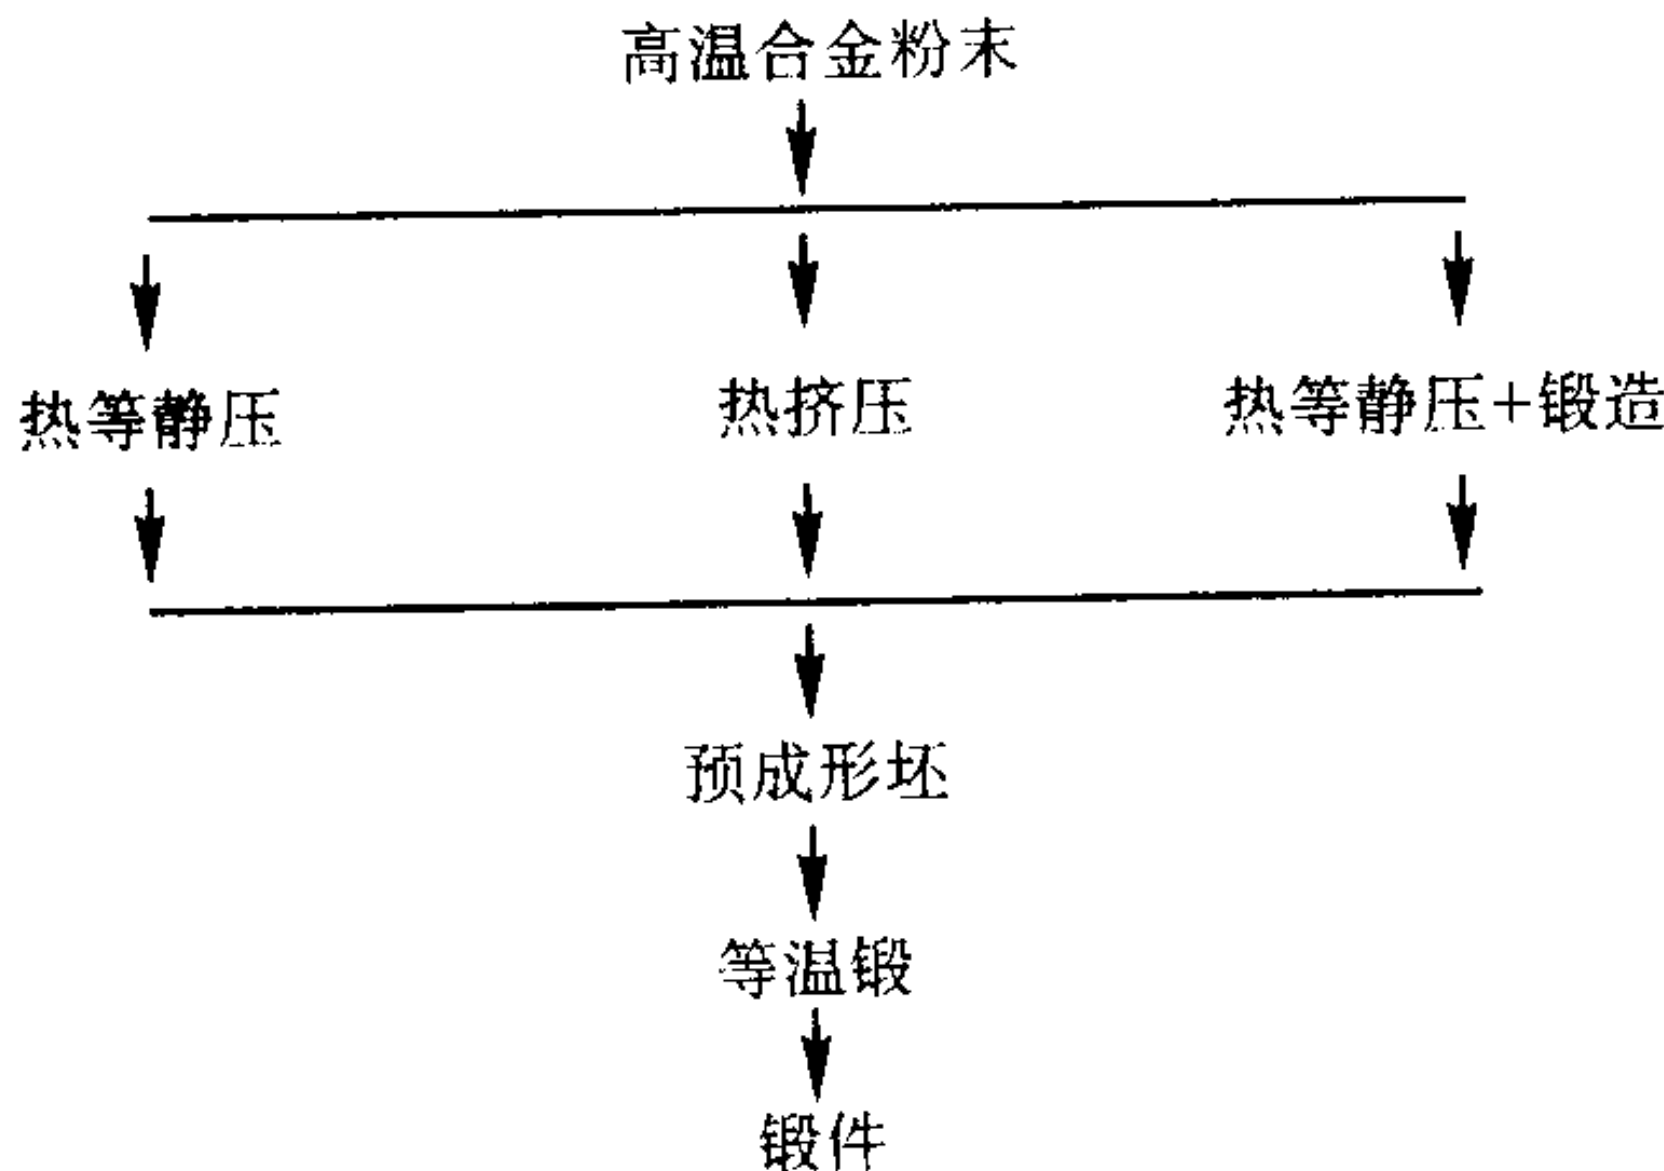 高温合金粉末
热等静压
热挤压
热等静压+锻造
预成形坯
等温锻
锻件